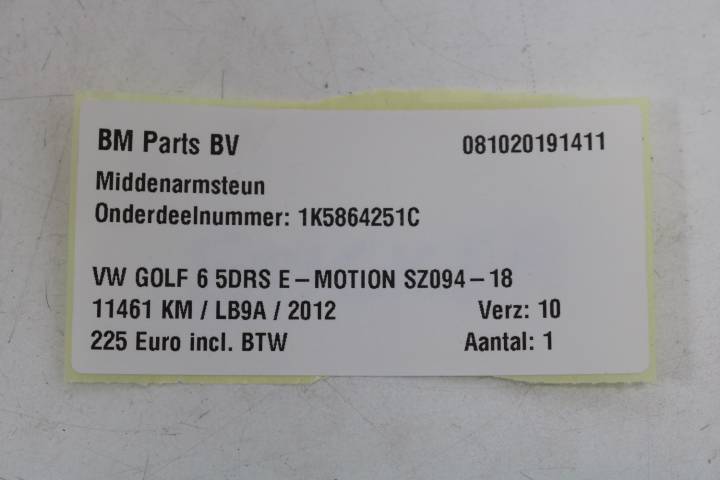 BM Parts BV 081020191411
Middenarmsteun
Onderdeelnummer: 1K5864251C
VW GOLF 6 5DRS E-MOTION SZ094-18
11461 KM / LB9A / 2012 Verz: 10
225 Euro incl. BTW Aantal: 1